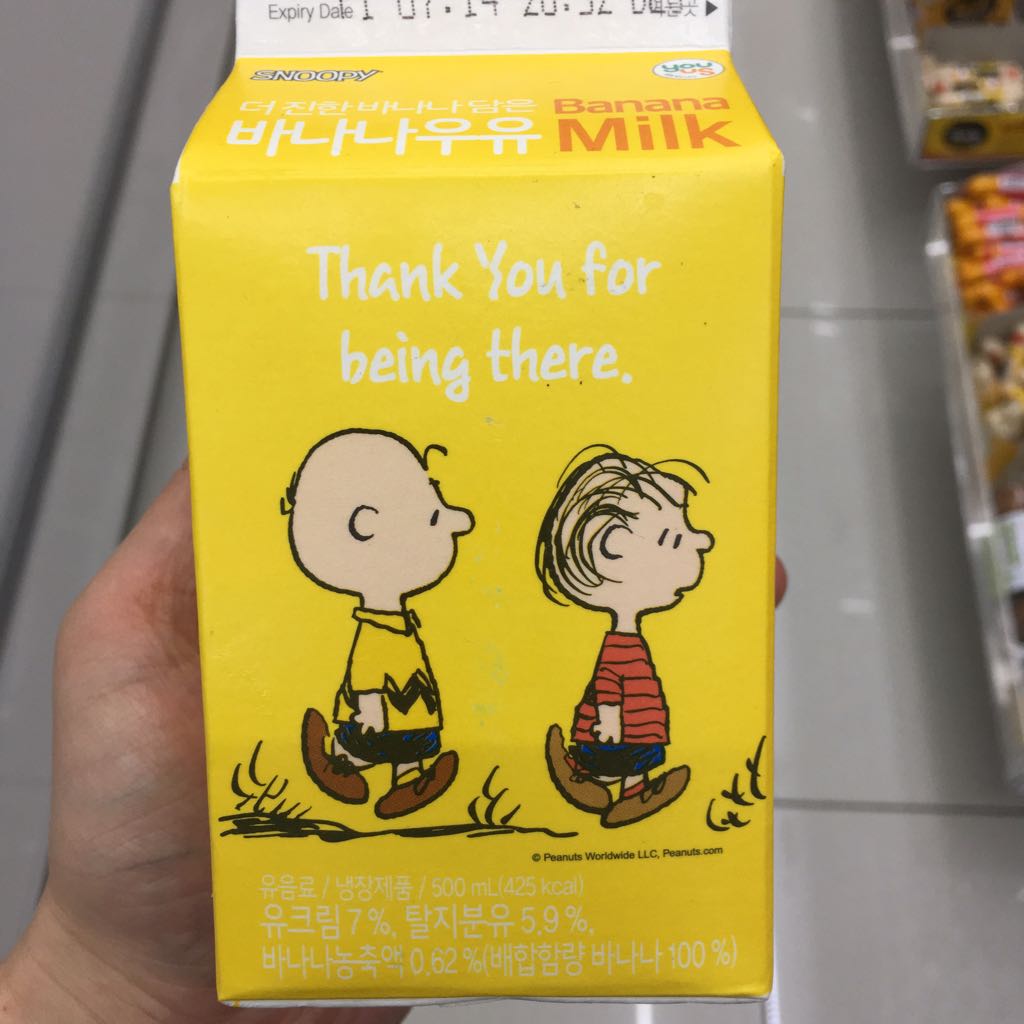 Expiry Date
SNOOPY
you us
더 진한 바나나 담은
바나나우유
Banana
Milk
Thank You for
being there.
© Peanuts Worldwide LLC, Peanuts.com
유음료 / 냉장제품 / 500 mL(425 kcal)
유크림 7 %, 탈지분유 5.9 %,
바나나농축액 0.62 %(배합함량 바나나 100 %)